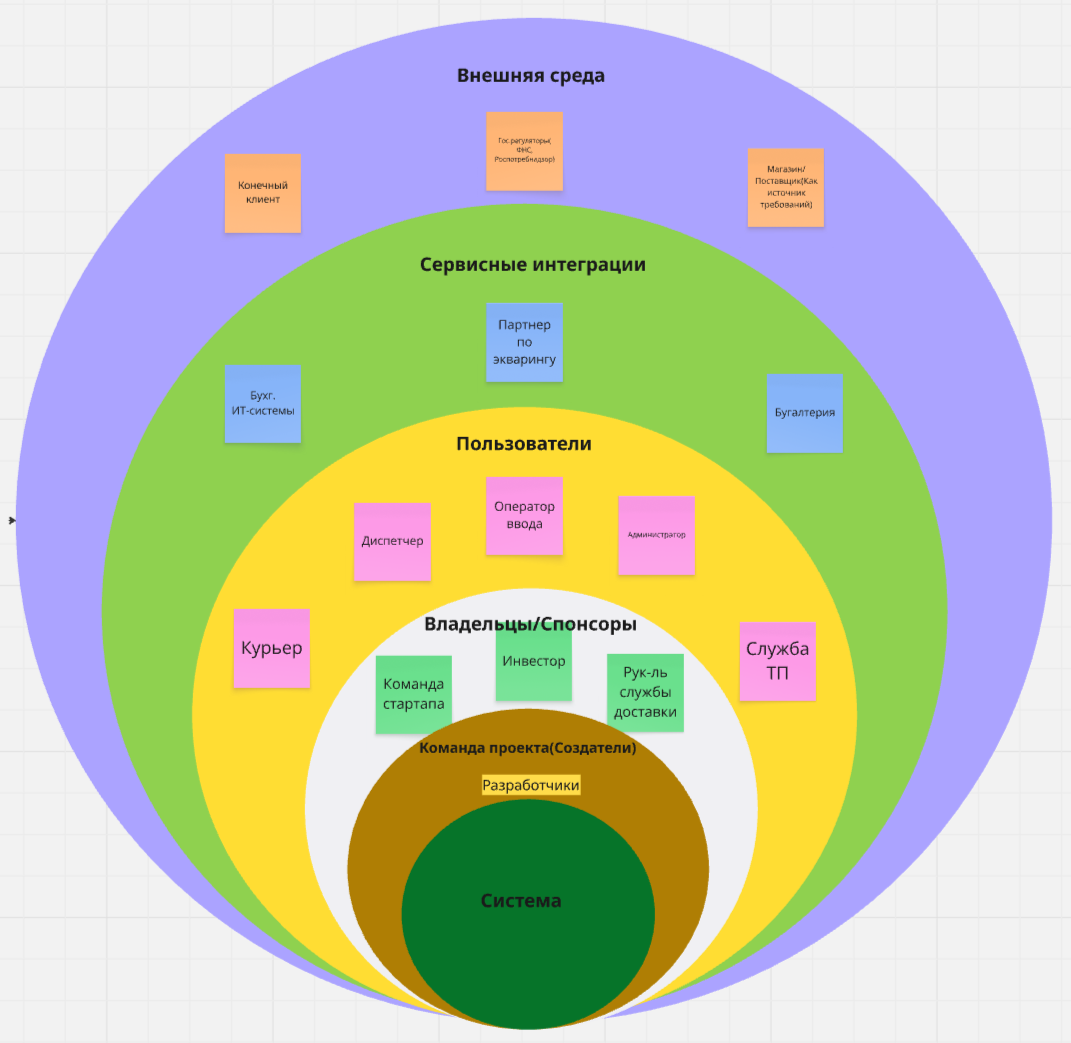 Внешняя среда
Гос.регуляторы(
ФНС,
Роспотребнадзор)
Конечный
клиент
Магазин/
Поставщик(Как
источник
требований)
Сервисные интеграции
Партнер
по
экварингу
Бухг.
ИТ-системы
Бугалтерия
Пользователи
Диспетчер
Оператор
ввода
Администратор
Курьер
Служба
ТП
Владельцы/Спонсоры
Команда
стартапа
Инвестор
Рук-ль
службы
доставки
Команда проекта(Создатели)
Разработчики
Система